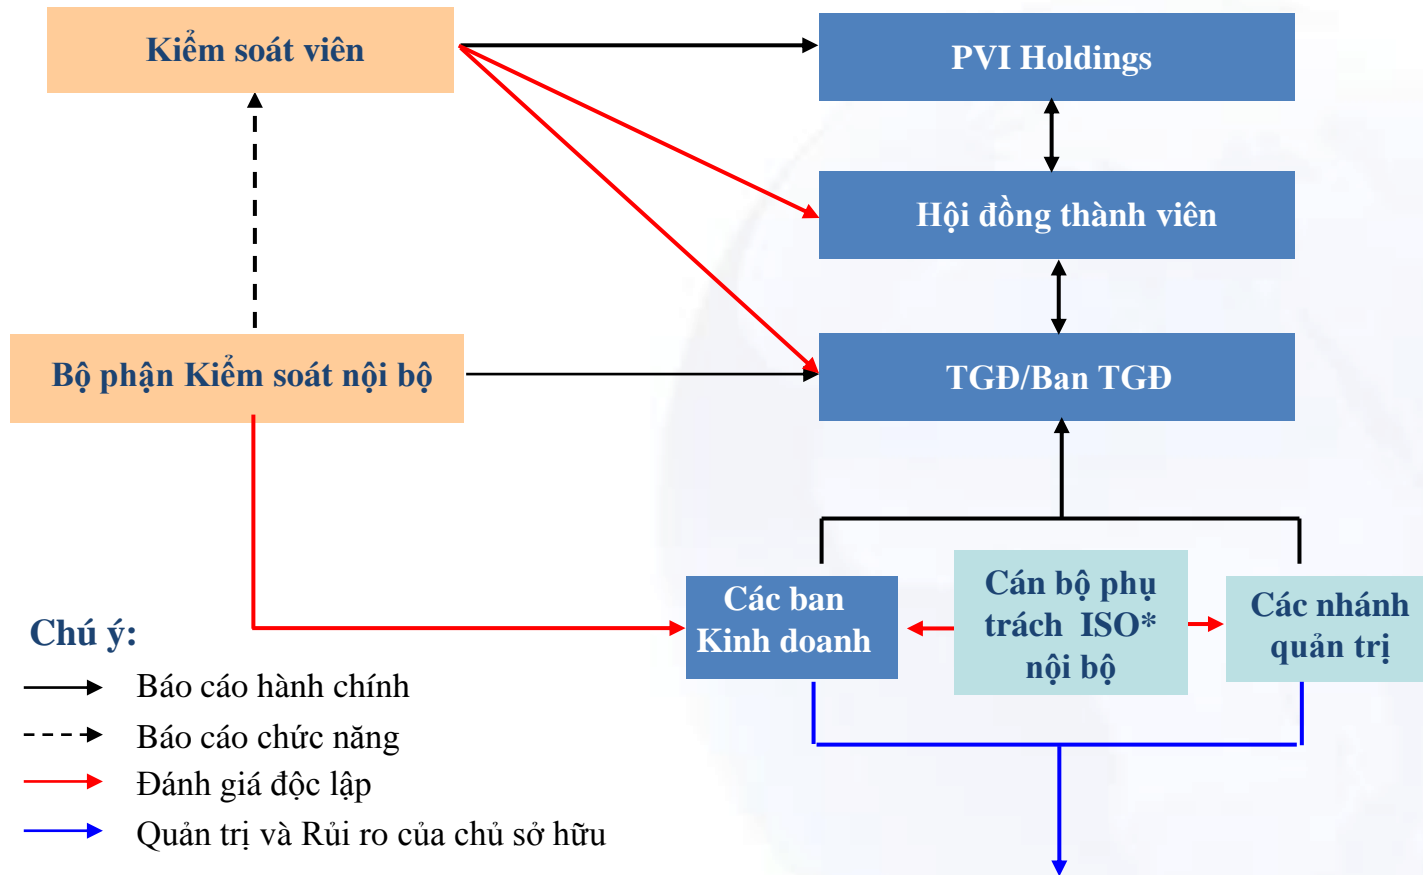 Kiểm soát viên
PVI Holdings
Hội đồng thành viên
Bộ phận Kiểm soát nội bộ
TGĐ/Ban TGĐ
Các ban
Kinh doanh
Cán bộ phụ
trách ISO*
nội bộ
Các nhánh
quản trị
Chú ý:
Báo cáo hành chính
Báo cáo chức năng
Đánh giá độc lập
Quản trị và Rủi ro của chủ sở hữu